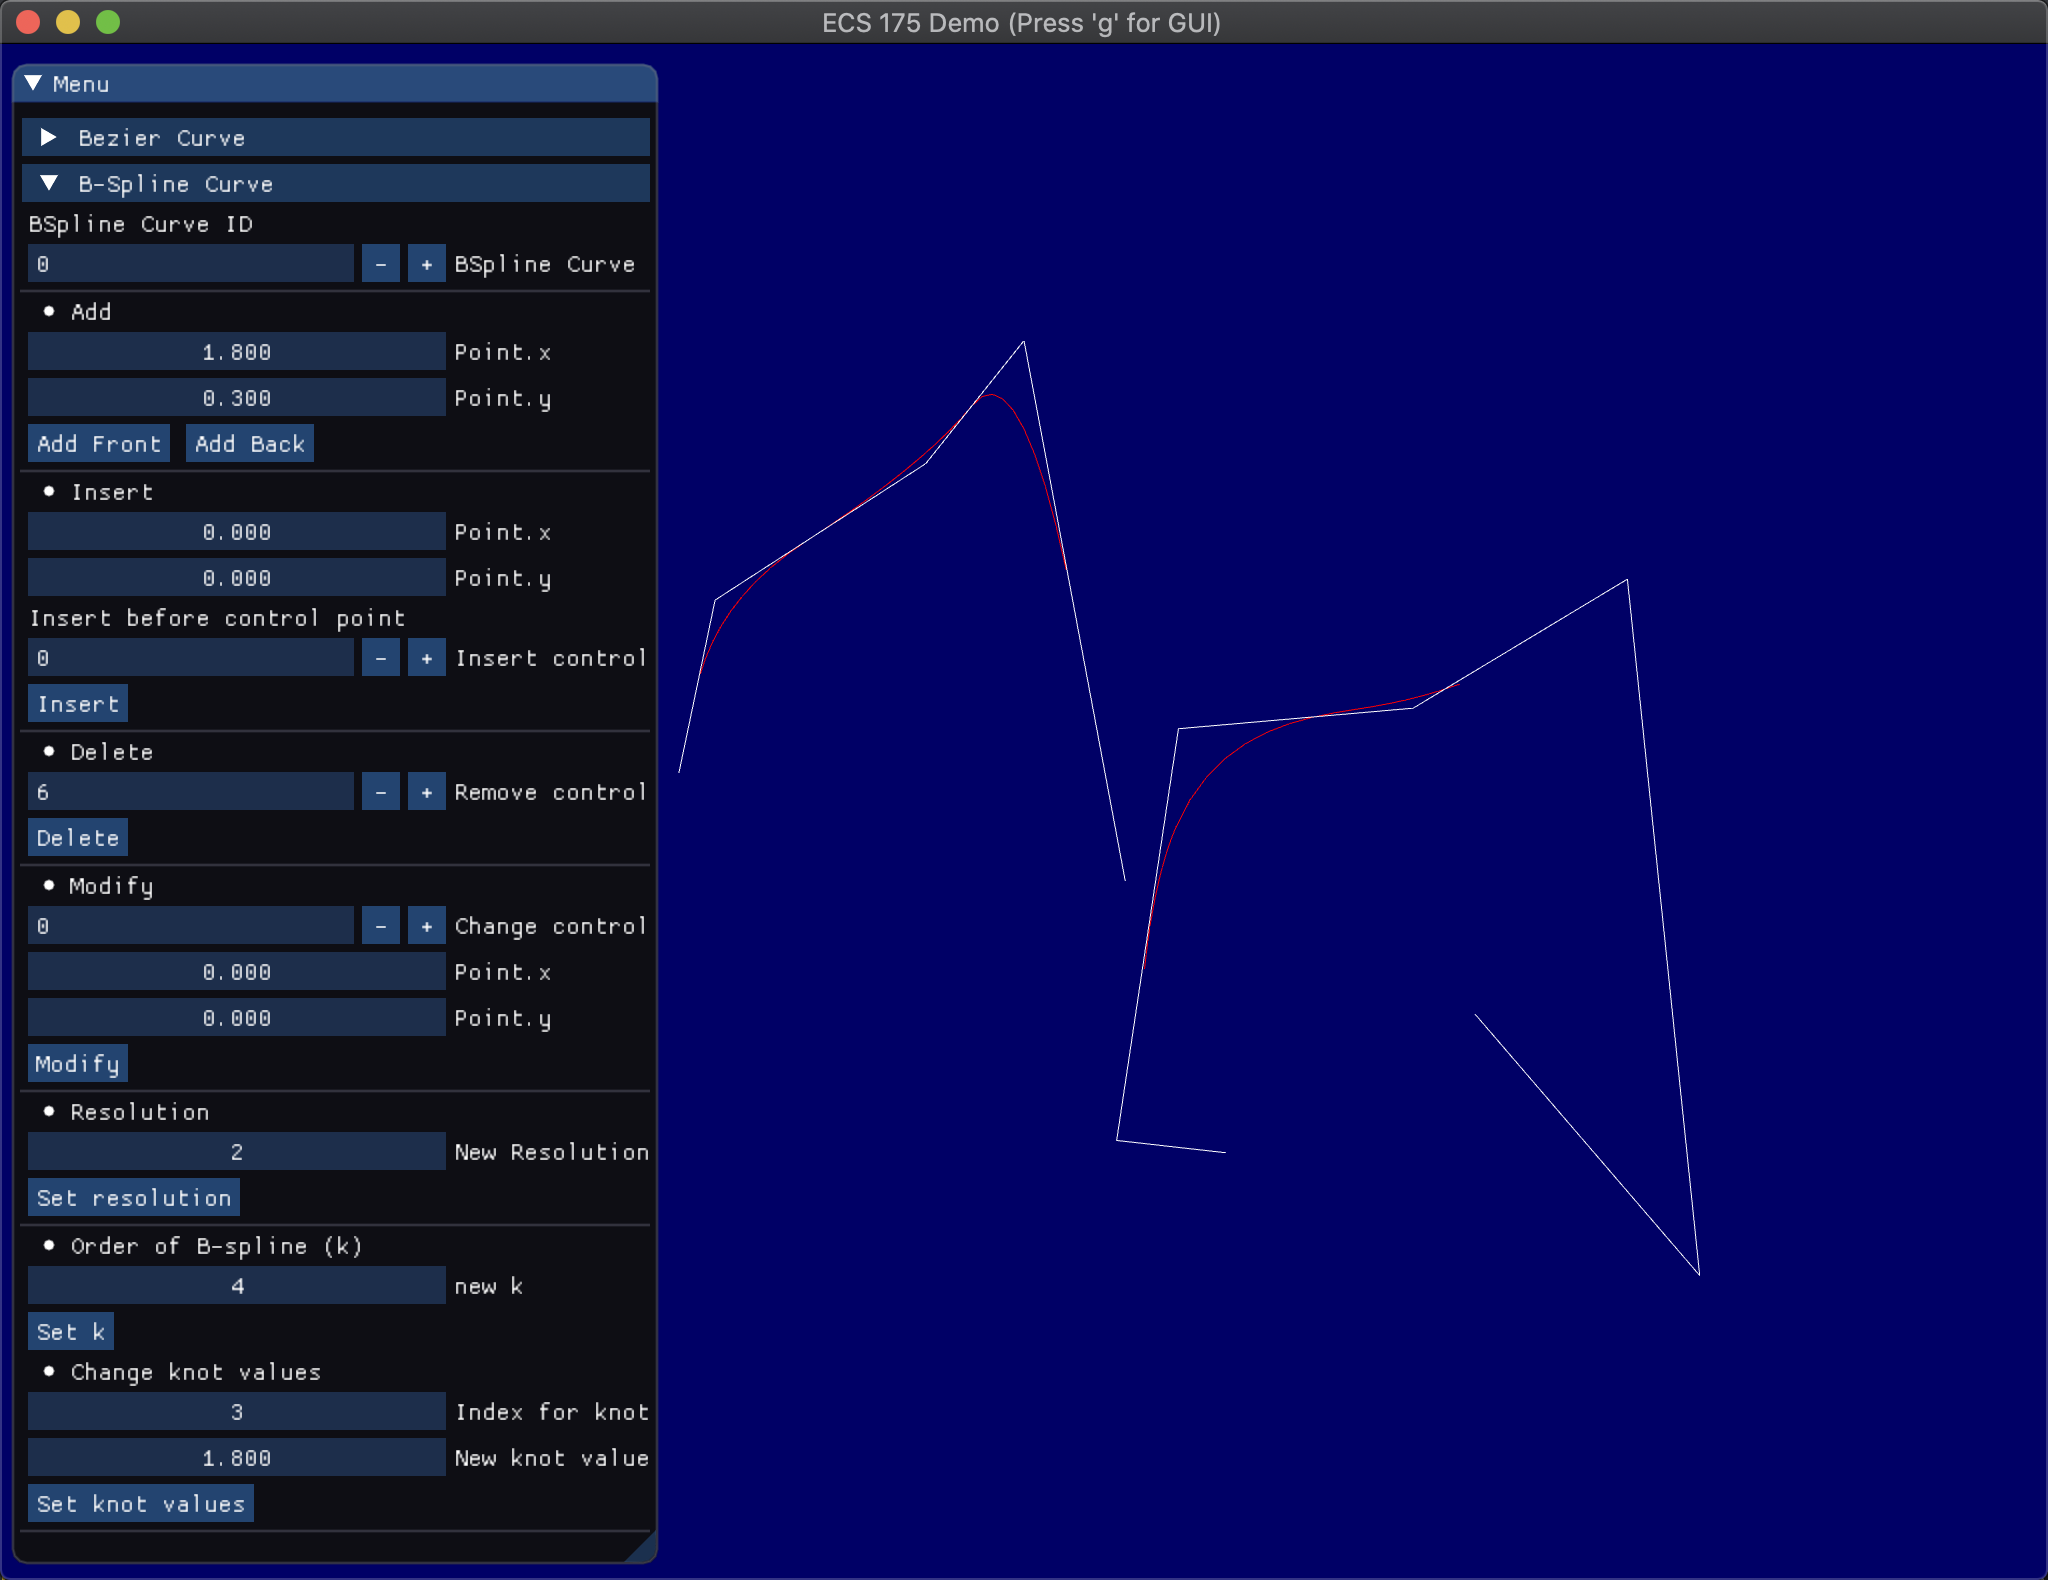 ECS 175 Demo (Press 'g' for GUI)
Menu
Bezier Curve
B-Spline Curve
BSpline Curve ID
0 - + BSpline Curve
Add
1.800 Point.x
0.300 Point.y
Add Front Add Back
Insert
0.000 Point.x
0.000 Point.y
Insert before control point
0 - + Insert control
Insert
Delete
6 - + Remove control
Delete
Modify
0 - + Change control
0.000 Point.x
0.000 Point.y
Modify
Resolution
2 New Resolution
Set resolution
Order of B-spline (k)
4 new k
Set k
Change knot values
3 Index for knot
1.800 New knot value
Set knot values